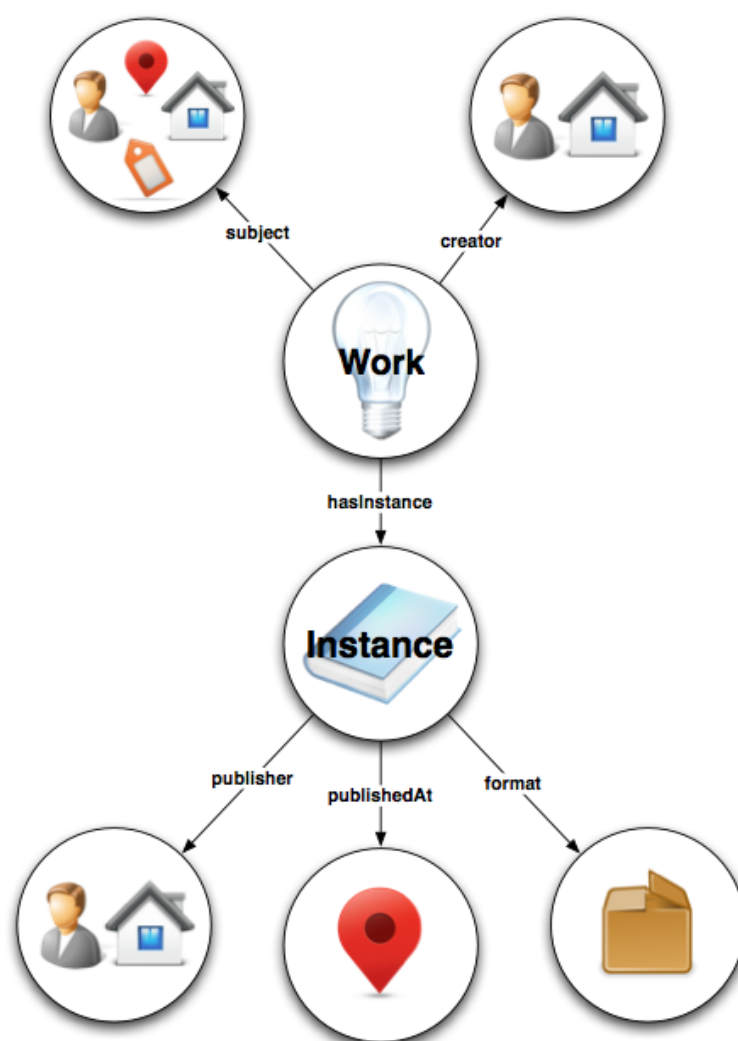 subject
creator
Work
hasInstance
Instance
publisher
publishedAt
format